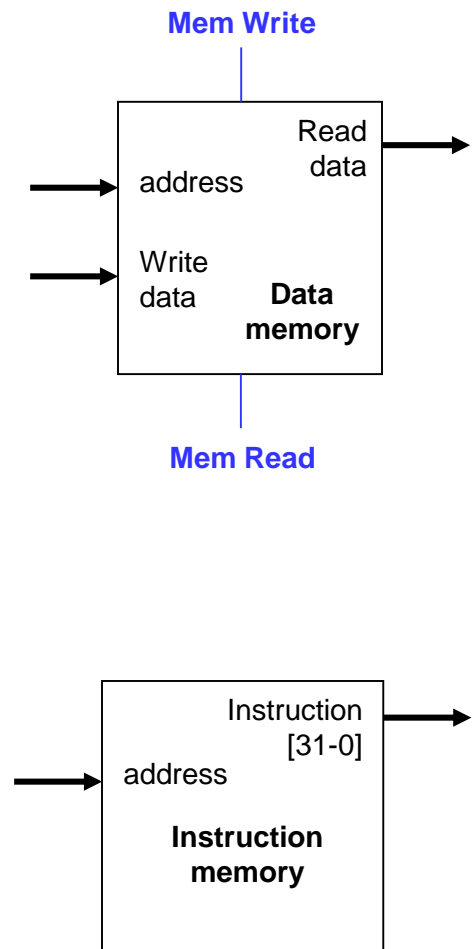 Mem Write
Read
data
address
Write
data
Data
memory
Mem Read
Instruction
[31-0]
address
Instruction
memory